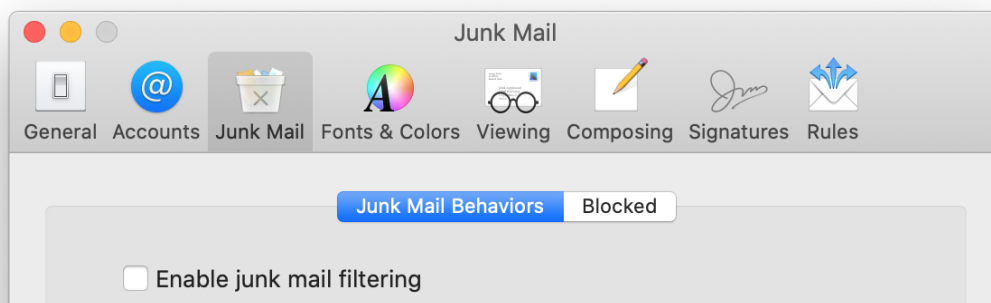 Junk Mail
General Accounts Junk Mail Fonts & Colors Viewing Composing Signatures Rules
Junk Mail Behaviors Blocked
Enable junk mail filtering